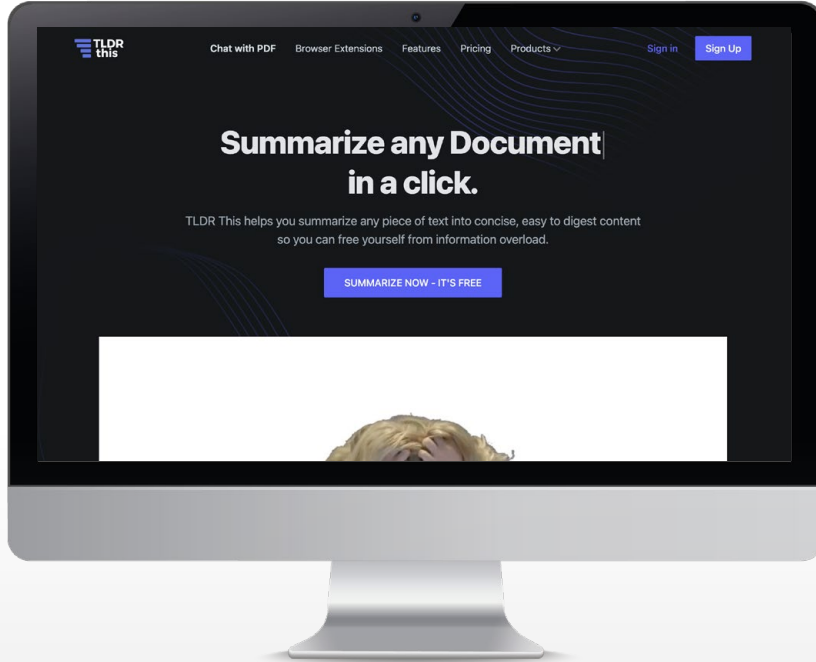 TLDR
this
Chat with PDF Browser Extensions Features Pricing Products Sign in Sign Up
Summarize any Document
in a click.
TLDR This helps you summarize any piece of text into concise, easy to digest content
so you can free yourself from information overload.
SUMMARIZE NOW - IT'S FREE